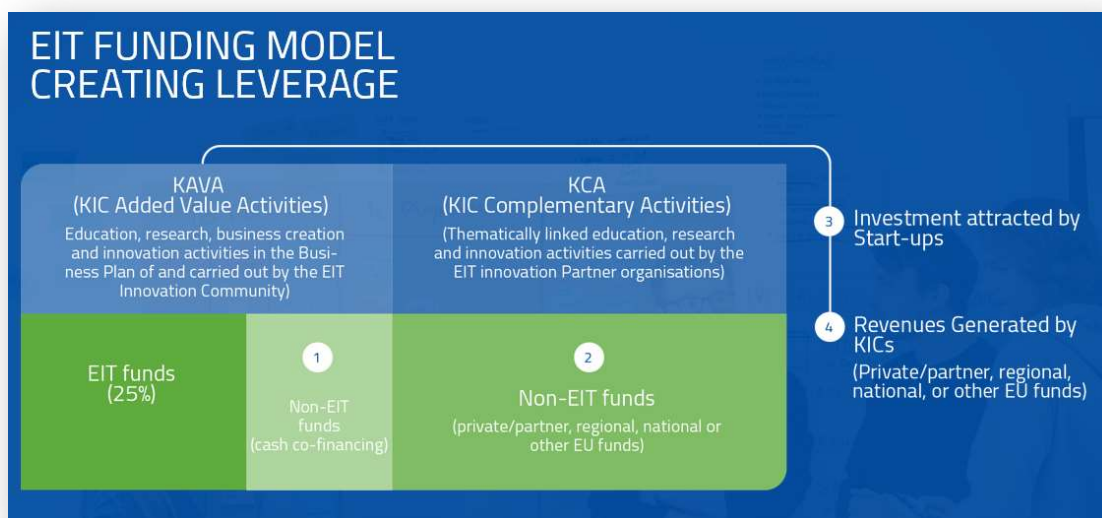 EIT FUNDING MODEL
CREATING LEVERAGE
KAVA
(KIC Added Value Activities)
Education, research, business creation
and innovation activities in the Busi-
ness Plan of and carried out by the EIT
Innovation Community)
KCA
(KIC Complementary Activities)
(Thematically linked education, research
and innovation activities carried out by the
EIT innovation Partner organisations)
EIT funds
(25%)
1
Non-EIT
funds
(cash co-financing)
2
Non-EIT funds
(private/partner, regional, national or
other EU funds)
3
Investment attracted by
Start-ups
4
Revenues Generated by
KICs
(Private/partner, regional,
national, or other EU funds)